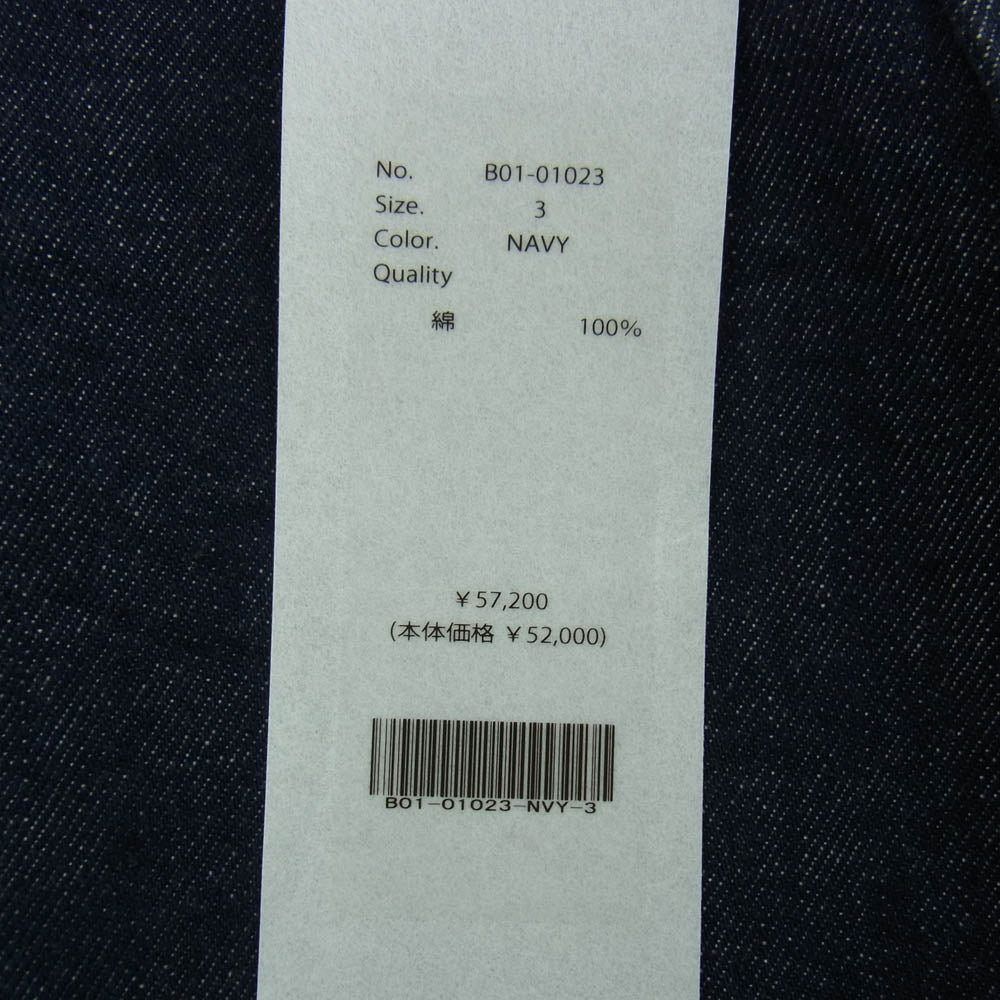 No. B01-01023
Size. 3
Color. NAVY
Quality
綿 100%
¥57,200
(本体価格 ¥52,000)
B01-01023-NVY-3